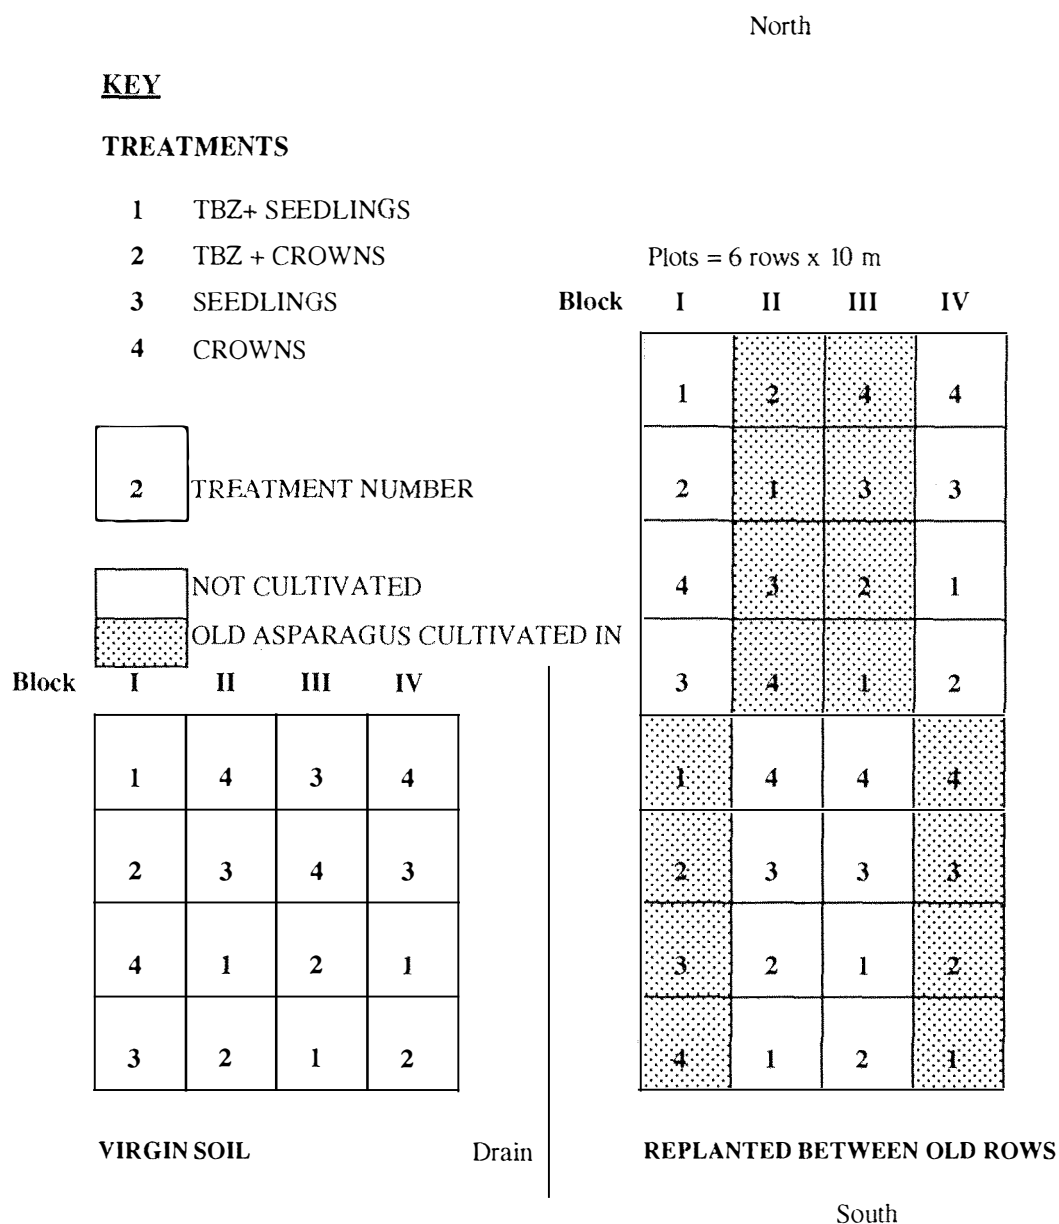 North
KEY
TREATMENTS
1 TBZ+ SEEDLINGS
2 TBZ + CROWNS
3 SEEDLINGS
4 CROWNS
2 TREATMENT NUMBER
NOT CULTIVATED
OLD ASPARAGUS CULTIVATED IN
Block I II III IV
1 4 3 4
2 3 4 3
4 1 2 1
3 2 1 2
VIRGIN SOIL
Drain
Plots = 6 rows x 10 m
Block I II III IV
1 2 4 4
2 1 3 3
4 3 2 1
3 4 1 2
1 4 4 4
2 3 3 3
3 2 1 2
4 1 2 1
REPLANTED BETWEEN OLD ROWS
South